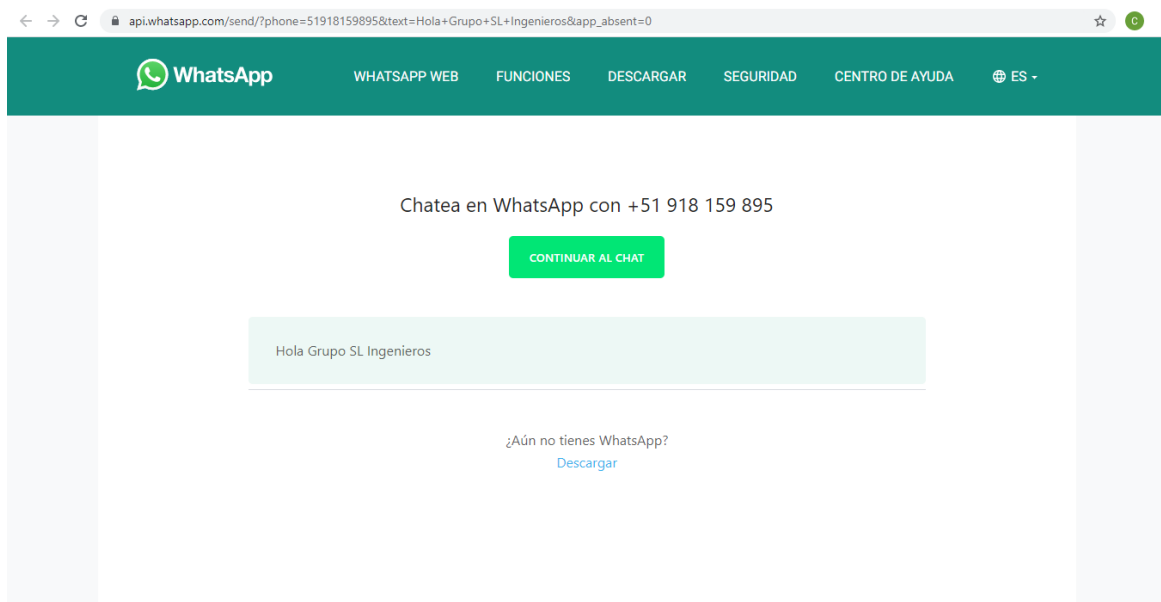 api.whatsapp.com/send/?phone=51918159895&text=Hola+Grupo+SL+Ingenieros&app_absent=0
C
WhatsApp WHATSAPP WEB FUNCIONES DESCARGAR SEGURIDAD CENTRO DE AYUDA ES
Chatea en WhatsApp con +51 918 159 895
CONTINUAR AL CHAT
Hola Grupo SL Ingenieros
¿Aún no tienes WhatsApp?
Descargar